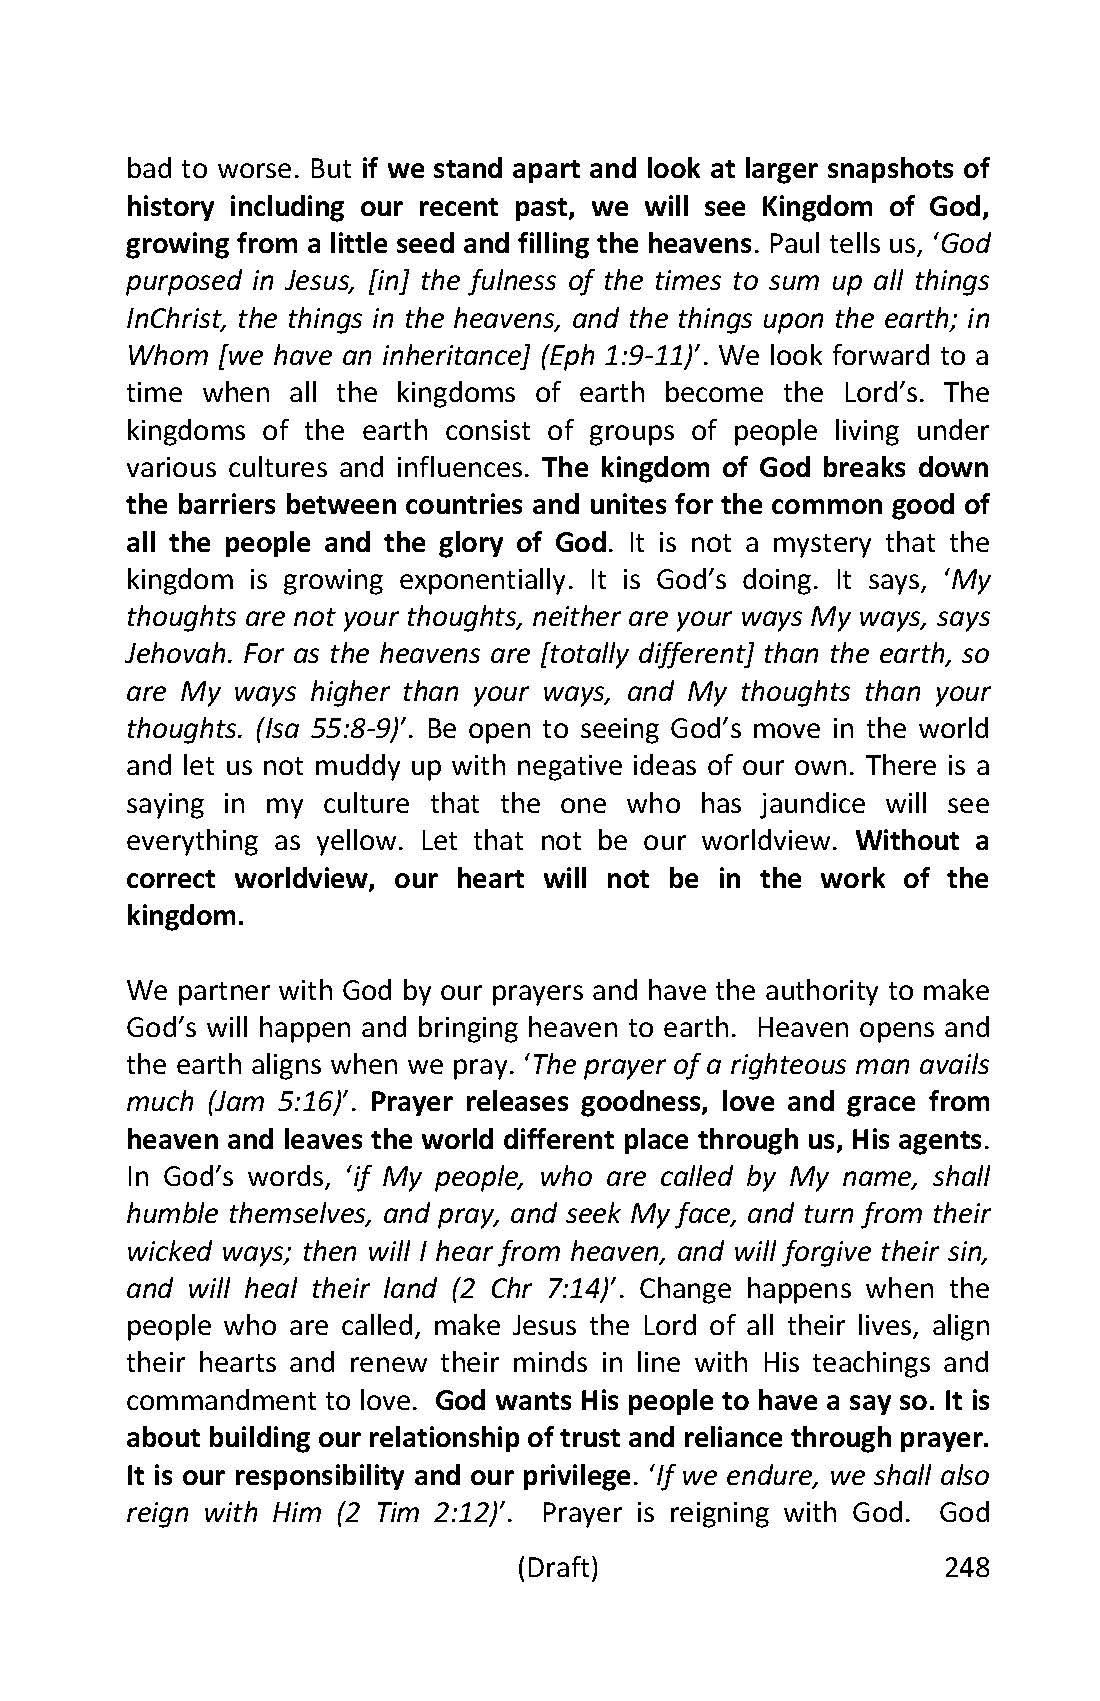 bad to worse. But if we stand apart and look at larger snapshots of
history including our recent past, we will see Kingdom of God,
growing from a little seed and filling the heavens. Paul tells us, ‘God
purposed in Jesus, [in] the fulness of the times to sum up all things
InChrist, the things in the heavens, and the things upon the earth; in
Whom [we have an inheritance] (Eph 1:9-11)’. We look forward to a
time when all the kingdoms of earth become the Lord’s. The
kingdoms of the earth consist of groups of people living under
various cultures and influences. The kingdom of God breaks down
the barriers between countries and unites for the common good of
all the people and the glory of God. It is not a mystery that the
kingdom is growing exponentially. It is God’s doing. It says, ‘My
thoughts are not your thoughts, neither are your ways My ways, says
Jehovah. For as the heavens are [totally different] than the earth, so
are My ways higher than your ways, and My thoughts than your
thoughts. (Isa 55:8-9)’. Be open to seeing God’s move in the world
and let us not muddy up with negative ideas of our own. There is a
saying in my culture that the one who has jaundice will see
everything as yellow. Let that not be our worldview. Without a
correct worldview, our heart will not be in the work of the
kingdom.
We partner with God by our prayers and have the authority to make
God’s will happen and bringing heaven to earth.  Heaven opens and
the earth aligns when we pray. ‘The prayer of a righteous man avails
much (Jam 5:16)’. Prayer releases goodness, love and grace from
heaven and leaves the world different place through us, His agents.
In God’s words, ‘if My people, who are called by My name, shall
humble themselves, and pray, and seek My face, and turn from their
wicked ways; then will I hear from heaven, and will forgive their sin,
and will heal their land (2 Chr 7:14)’. Change happens when the
people who are called, make Jesus the Lord of all their lives, align
their hearts and renew their minds in line with His teachings and
commandment to love.  God wants His people to have a say so. It is
about building our relationship of trust and reliance through prayer.
It is our responsibility and our privilege. ‘If we endure, we shall also
reign with Him (2 Tim 2:12)’.  Prayer is reigning with God.  God
(Draft) 248